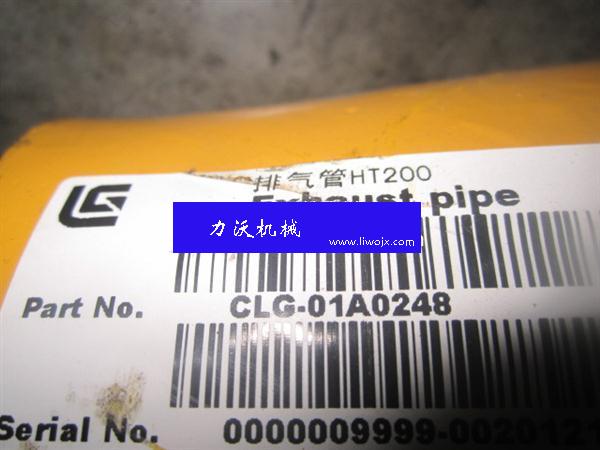 排气管HT200
Exhaust pipe
力沃机械
www.liwojx.com
Part No. CLG-01A0248
Serial No. 0000009999-0020121